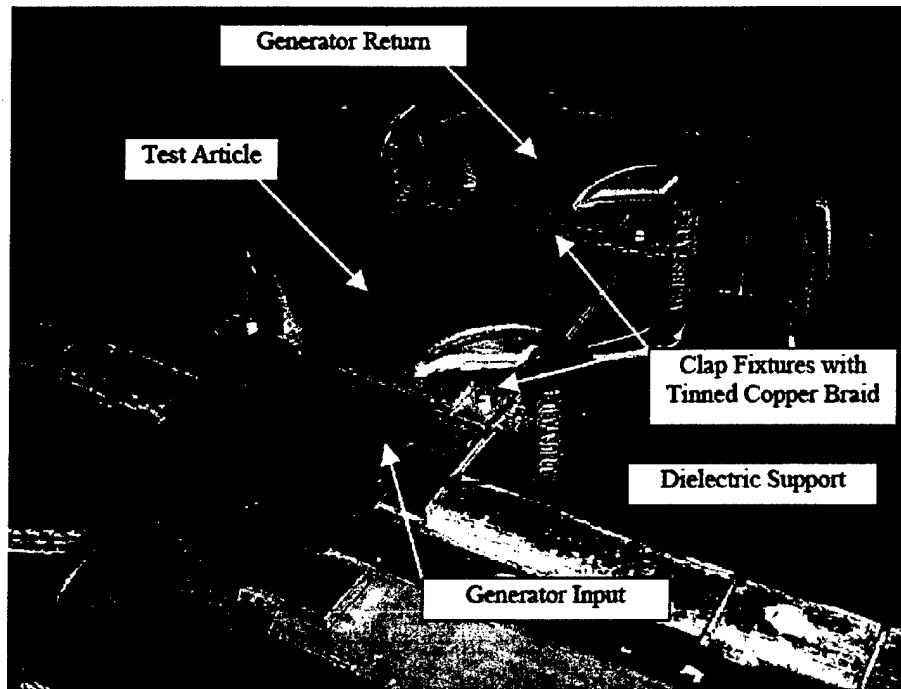 Generator Return
Test Article
Clap Fixtures with
Tinned Copper Braid
Dielectric Support
Generator Input